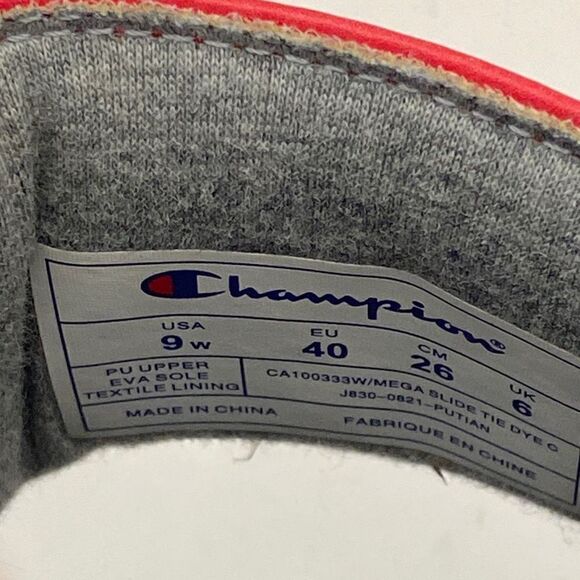 Champion®
USA EU CM UK
9 W 40 26 6
PU UPPER
EVA SOLE
TEXTILE LINING
CA100333W/MEGA SLIDE TIE DYE O
J830-0821-PUTIAN
MADE IN CHINA FABRIQUE EN CHINE